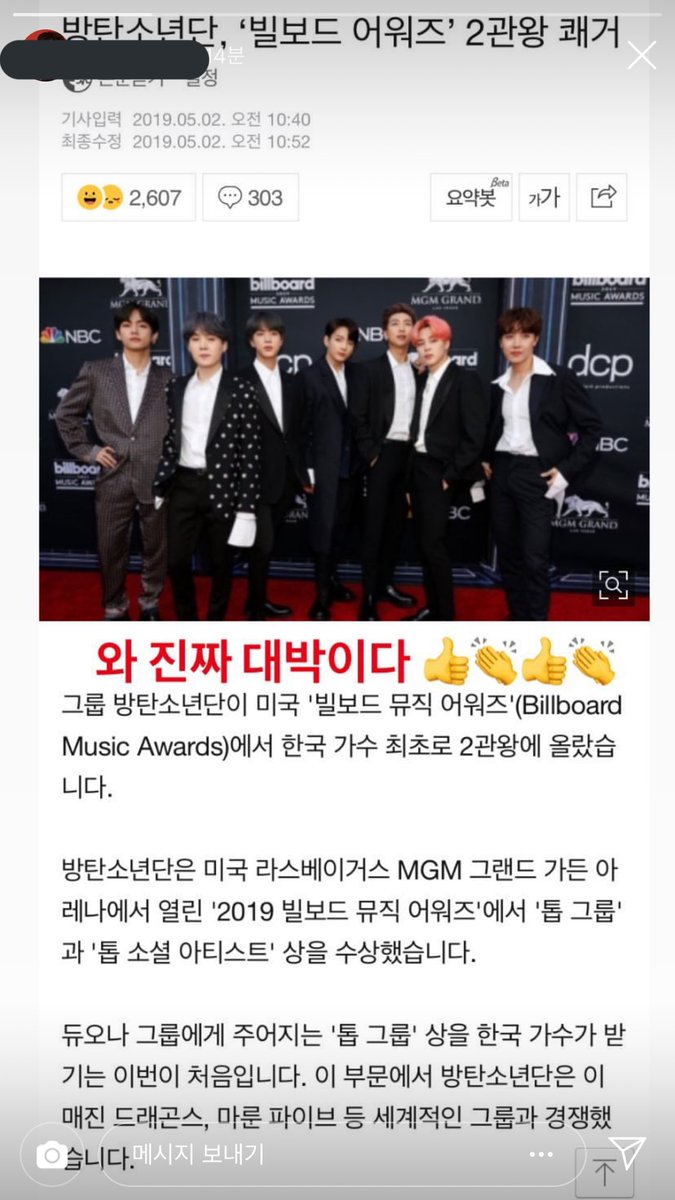 방탄소년단, ‘빌보드 어워즈’ 2관왕 쾌거
14분
기사입력 2019.05.02. 오전 10:40
최종수정 2019.05.02. 오전 10:52
2,607
303
요약봇
Beta
가가
billboard
MUSIC AWARDS
MGM GRAND
billboard
MUSIC AWARDS
NBC
dcp
billboard
MGM GRAND
와 진짜 대박이다 👍👏👍👏
그룹 방탄소년단이 미국 '빌보드 뮤직 어워즈'(Billboard
Music Awards)에서 한국 가수 최초로 2관왕에 올랐습
니다.
방탄소년단은 미국 라스베이거스 MGM 그랜드 가든 아
레나에서 열린 '2019 빌보드 뮤직 어워즈'에서 '톱 그룹'
과 '톱 소셜 아티스트' 상을 수상했습니다.
듀오나 그룹에게 주어지는 '톱 그룹' 상을 한국 가수가 받
기는 이번이 처음입니다. 이 부문에서 방탄소년단은 이
매진 드래곤스, 마룬 파이브 등 세계적인 그룹과 경쟁했
습니다.
메시지 보내기